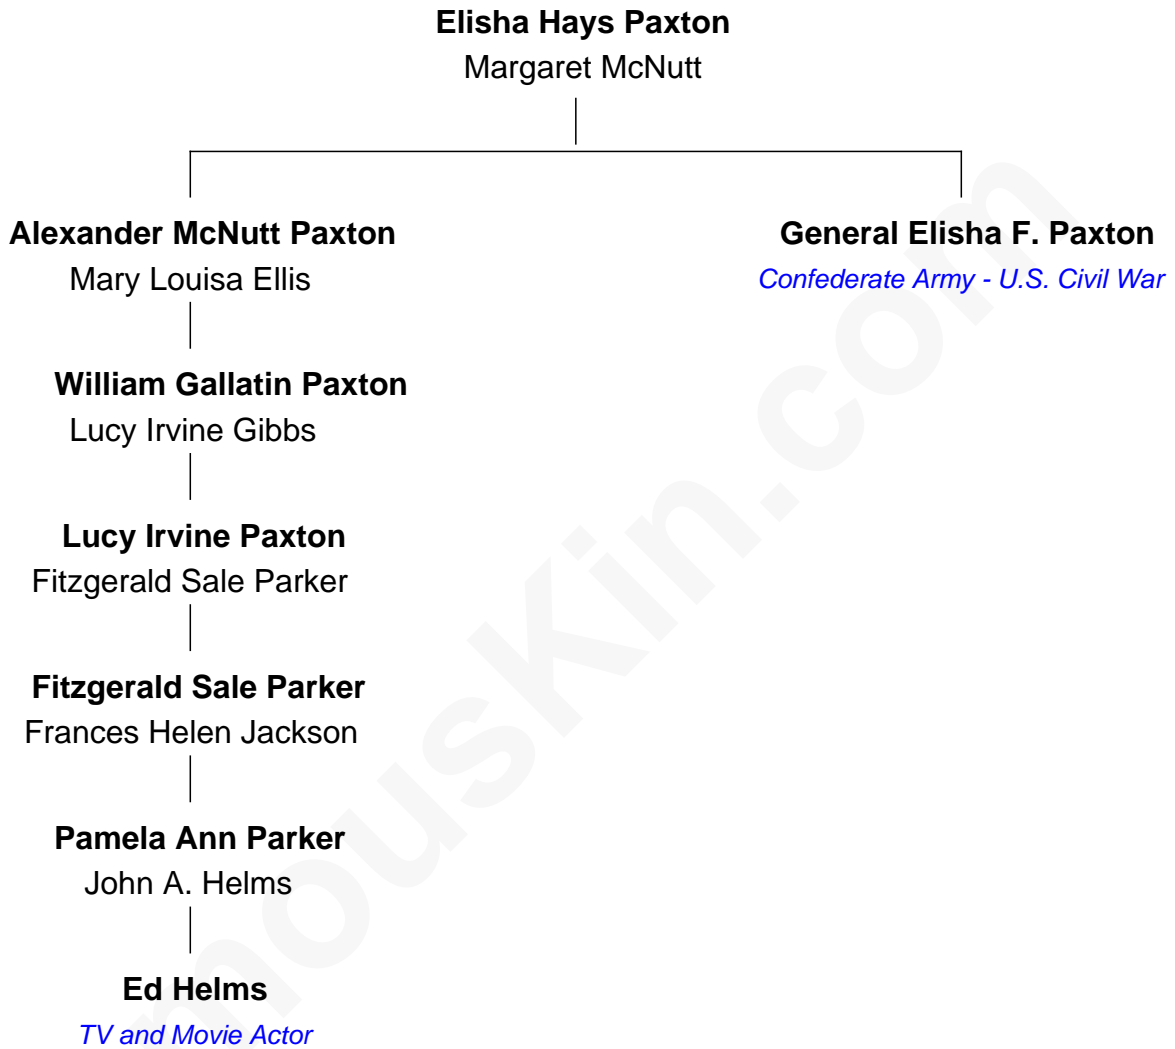 Elisha Hays Paxton
Margaret McNutt
Alexander McNutt Paxton
Mary Louisa Ellis
General Elisha F. Paxton
Confederate Army - U.S. Civil War
William Gallatin Paxton
Lucy Irvine Gibbs
Lucy Irvine Paxton
Fitzgerald Sale Parker
Fitzgerald Sale Parker
Frances Helen Jackson
Pamela Ann Parker
John A. Helms
Ed Helms
TV and Movie Actor
mousKin.com